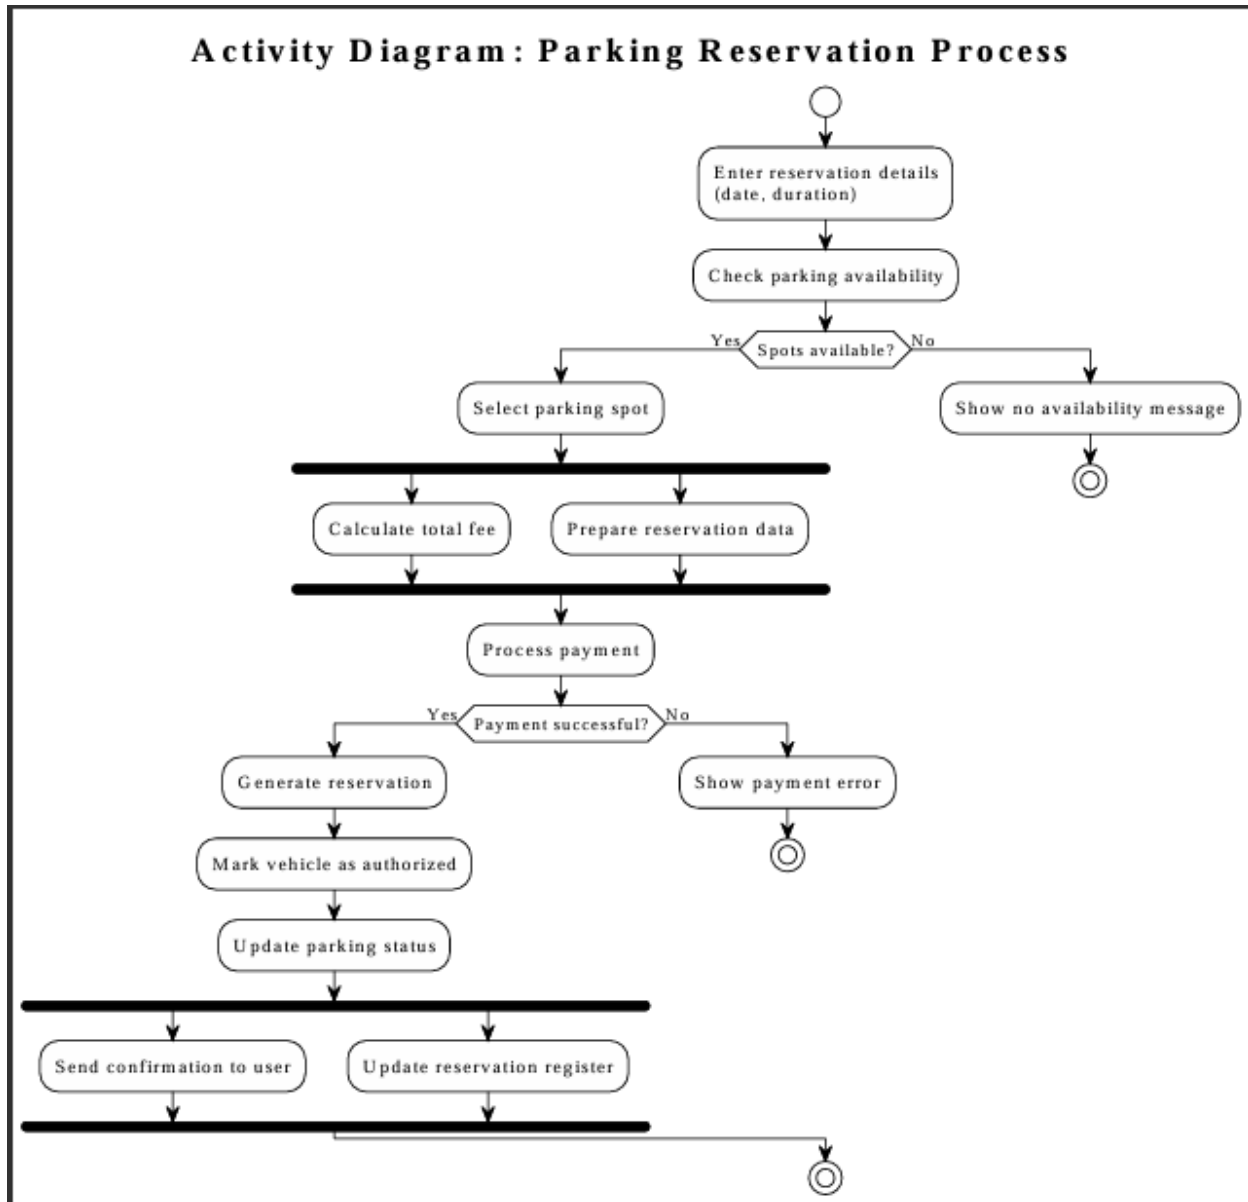 Activity Diagram: Parking Reservation Process
Enter reservation details
(date, duration)
Check parking availability
Yes
Spots available?
No
Select parking spot
Show no availability message
Calculate total fee
Prepare reservation data
Process payment
Yes
Payment successful?
No
Generate reservation
Show payment error
Mark vehicle as authorized
Update parking status
Send confirmation to user
Update reservation register